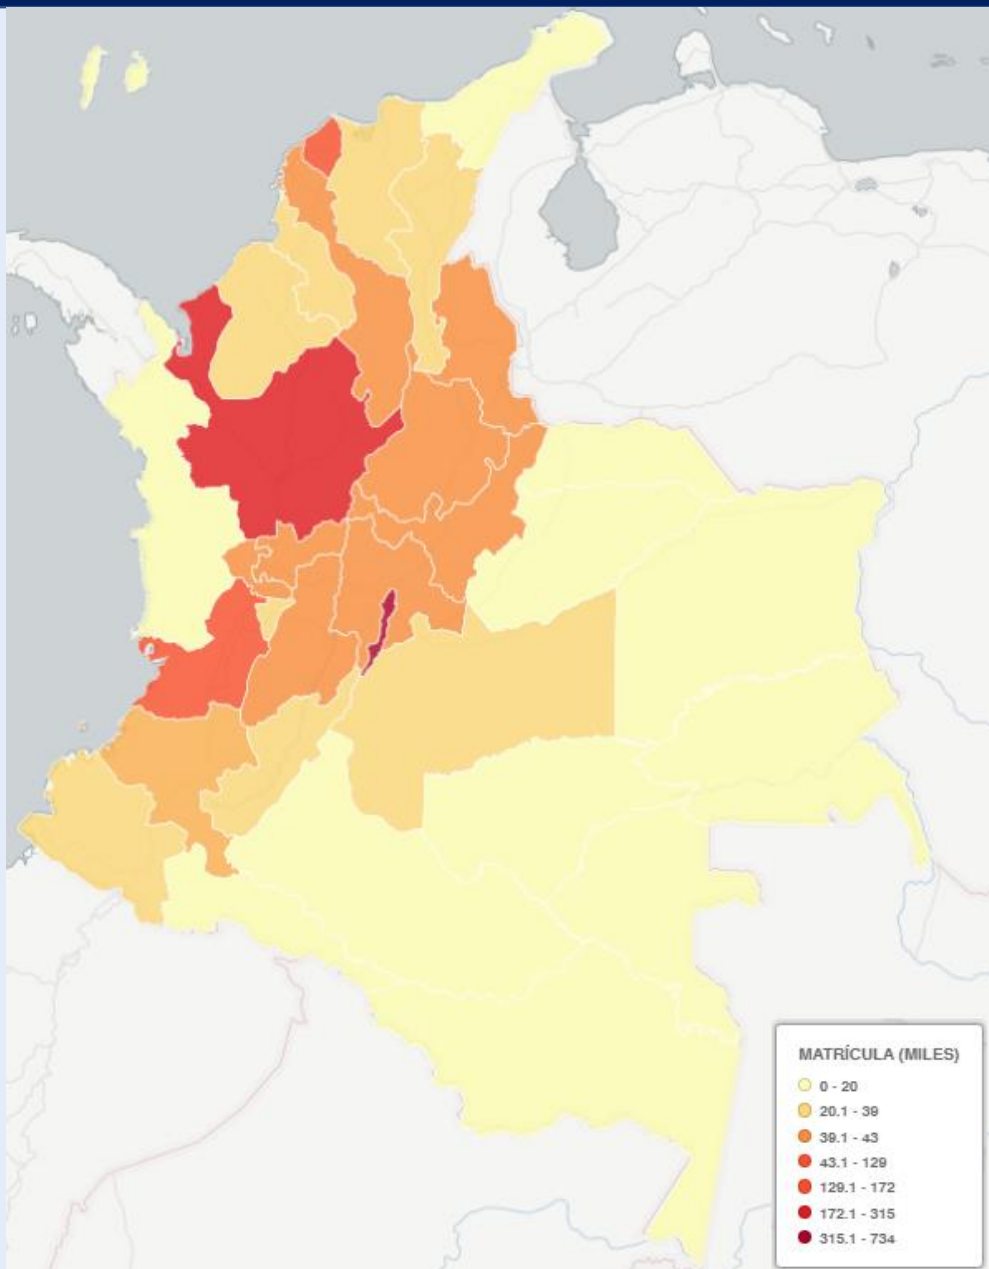 MATRÍCULA (MILES)
0 - 20
20.1 - 39
39.1 - 43
43.1 - 129
129.1 - 172
172.1 - 315
315.1 - 734